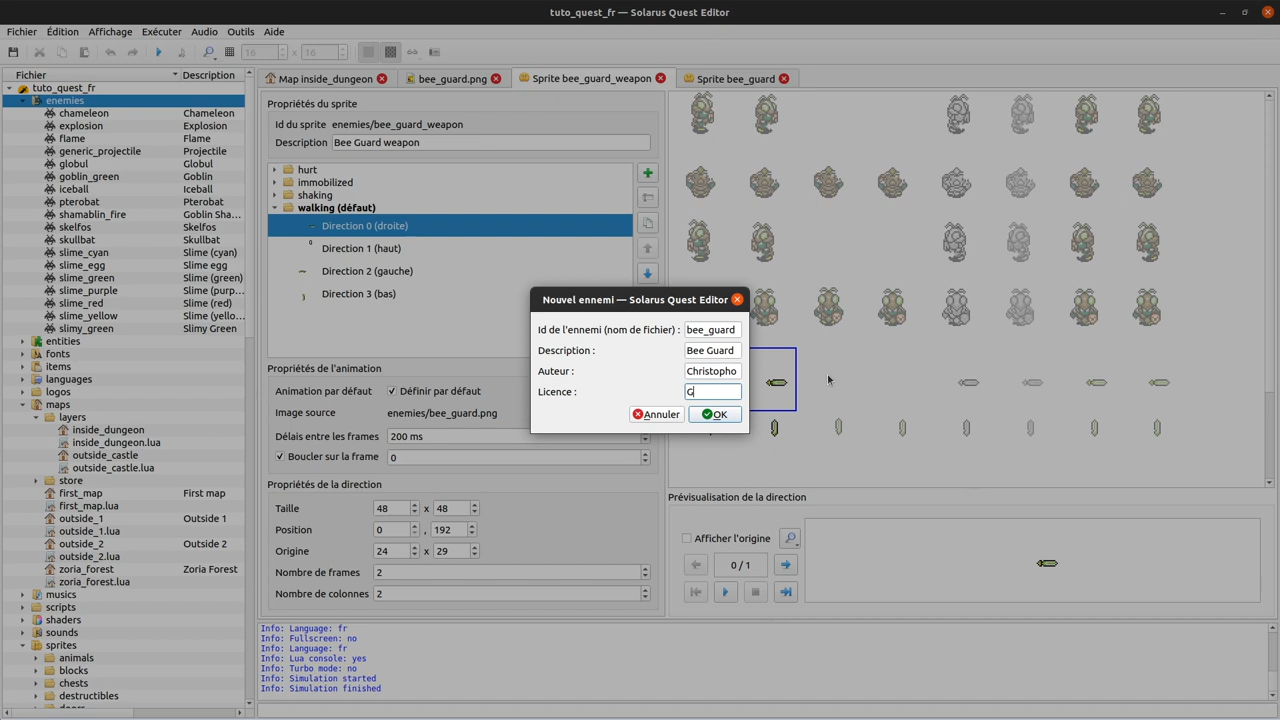 tuto_quest_fr — Solarus Quest Editor
Fichier Édition Affichage Exécuter Audio Outils Aide
16 x 16
Fichier Description
tuto_quest_fr
enemies
chameleon Chameleon
explosion Explosion
flame Flame
generic_projectile Projectile
globul Globul
goblin_green Goblin
iceball Iceball
pterobat Pterobat
shamablin_fire Goblin Sha...
skelfos Skelfos
skullbat Skullbat
slime_cyan Slime (cyan)
slime_egg Slime egg
slime_green Slime (green)
slime_purple Slime (purp...
slime_red Slime (red)
slime_yellow Slime (yellow)
slimy_green Slimy Green
entities
fonts
items
languages
logos
maps
layers
inside_dungeon
inside_dungeon.lua
outside_castle
outside_castle.lua
store
first_map First map
first_map.lua
outside_1 Outside 1
outside_1.lua
outside_2 Outside 2
outside_2.lua
zoria_forest Zoria Forest
zoria_forest.lua
musics
scripts
shaders
sounds
sprites
animals
blocks
chests
destructibles
Map inside_dungeon bee_guard.png Sprite bee_guard_weapon Sprite bee_guard
Propriétés du sprite
Id du sprite enemies/bee_guard_weapon
Description Bee Guard weapon
hurt
immobilized
shaking
walking (défaut)
Direction 0 (droite)
Direction 1 (haut)
Direction 2 (gauche)
Direction 3 (bas)
Propriétés de l'animation
Animation par défaut Définir par défaut
Image source enemies/bee_guard.png
Délais entre les frames 200 ms
Boucler sur la frame 0
Propriétés de la direction
Taille 48 x 48
Position 0 , 192
Origine 24 x 29
Nombre de frames 2
Nombre de colonnes 2
Nouvel ennemi — Solarus Quest Editor
Id de l'ennemi (nom de fichier) : bee_guard
Description : Bee Guard
Auteur : Christopho
Licence : G
Annuler OK
Prévisualisation de la direction
Afficher l'origine
0 / 1
Info: Language: fr
Info: Fullscreen: no
Info: Language: fr
Info: Lua console: yes
Info: Turbo mode: no
Info: Simulation started
Info: Simulation finished